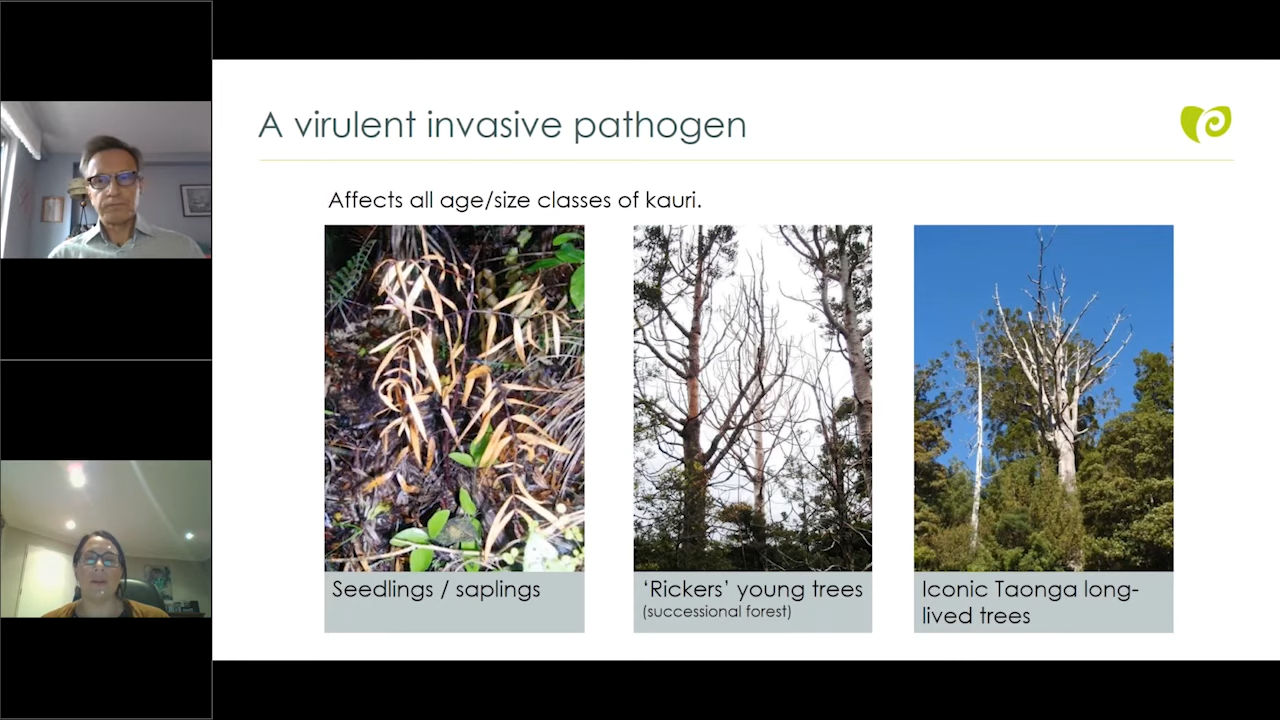 A virulent invasive pathogen
Affects all age/size classes of kauri.
Seedlings / saplings
‘Rickers’ young trees
(successional forest)
Iconic Taonga long-
lived trees